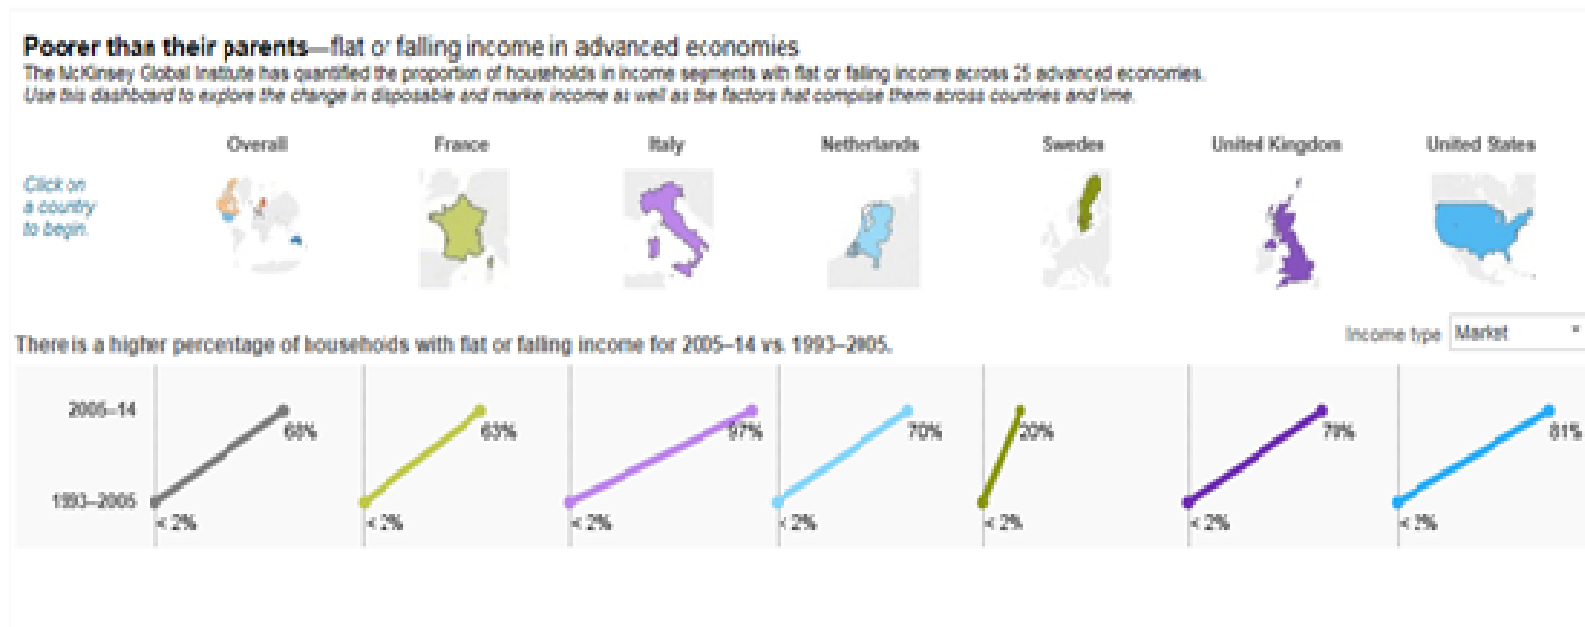 Poorer than their parents—flat or falling income in advanced economies
The McKinsey Global Institute has quantified the proportion of households in income segments with flat or falling income across 25 advanced economies.
Use this dashboard to explore the change in disposable and market income as well as the factors that comprise them across countries and time.
Overall France Italy Netherlands Sweden United Kingdom United States
Click on
a country
to begin.
There is a higher percentage of households with flat or falling income for 2005–14 vs. 1993–2005.
Income type Market
2005–14 63% 97% 70% 20% 81%
1993–2005 < 2% < 2% < 2% < 2% < 2% < 2% < 2%